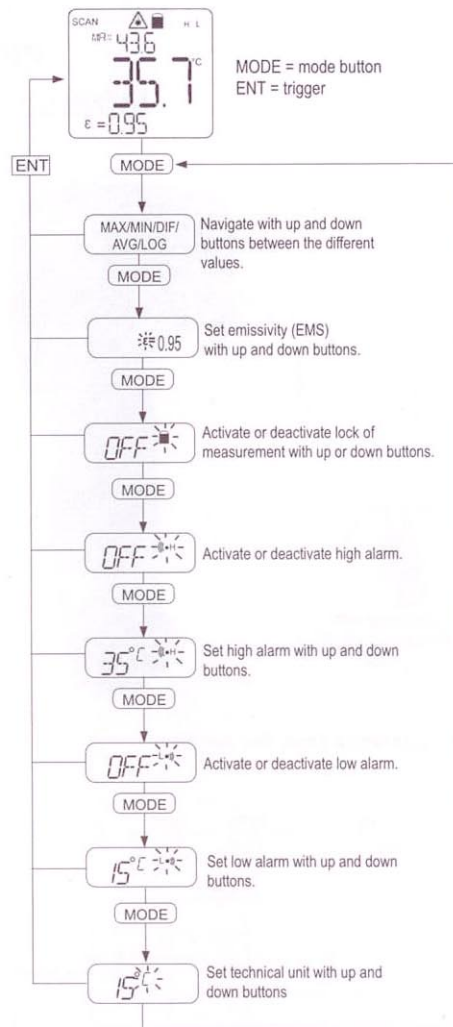 SCAN H L
MA= 43.6
35.7 °C
ε = 0.95
MODE = mode button
ENT = trigger
ENT
MODE
MAX/MIN/DIF/
AVG/LOG
Navigate with up and down
buttons between the different
values.
MODE
ε= 0.95
Set emissivity (EMS)
with up and down buttons.
MODE
OFF
Activate or deactivate lock of
measurement with up or down buttons.
MODE
OFF H
Activate or deactivate high alarm.
MODE
35°C H
Set high alarm with up and down
buttons.
MODE
OFF L
Activate or deactivate low alarm.
MODE
15°C L
Set low alarm with up and down
buttons.
MODE
15°C
Set technical unit with up and
down buttons